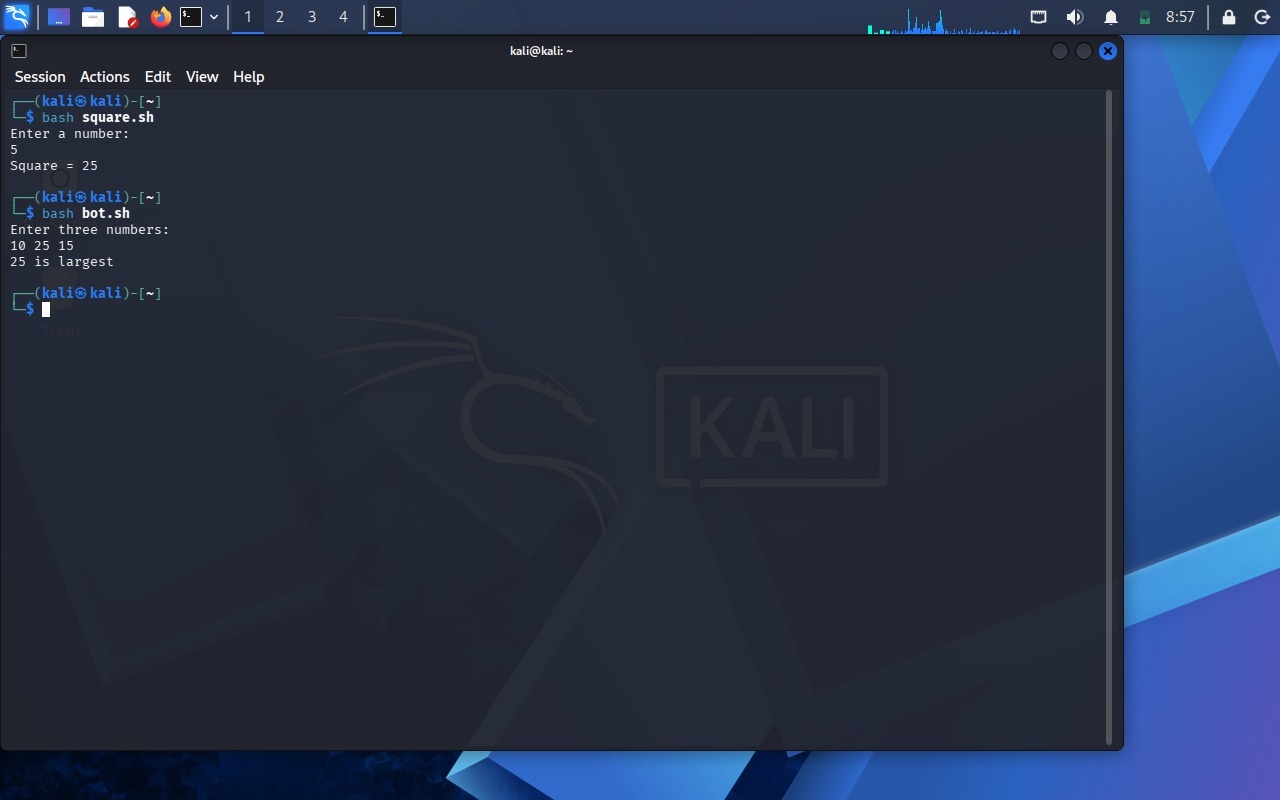 1 2 3 4 8:57
kali@kali: ~
Session Actions Edit View Help
┌──(kali㉿kali)-[~]
└─$ bash square.sh
Enter a number:
5
Square = 25
┌──(kali㉿kali)-[~]
└─$ bash bot.sh
Enter three numbers:
10 25 15
25 is largest
┌──(kali㉿kali)-[~]
└─$
Trash
KALI